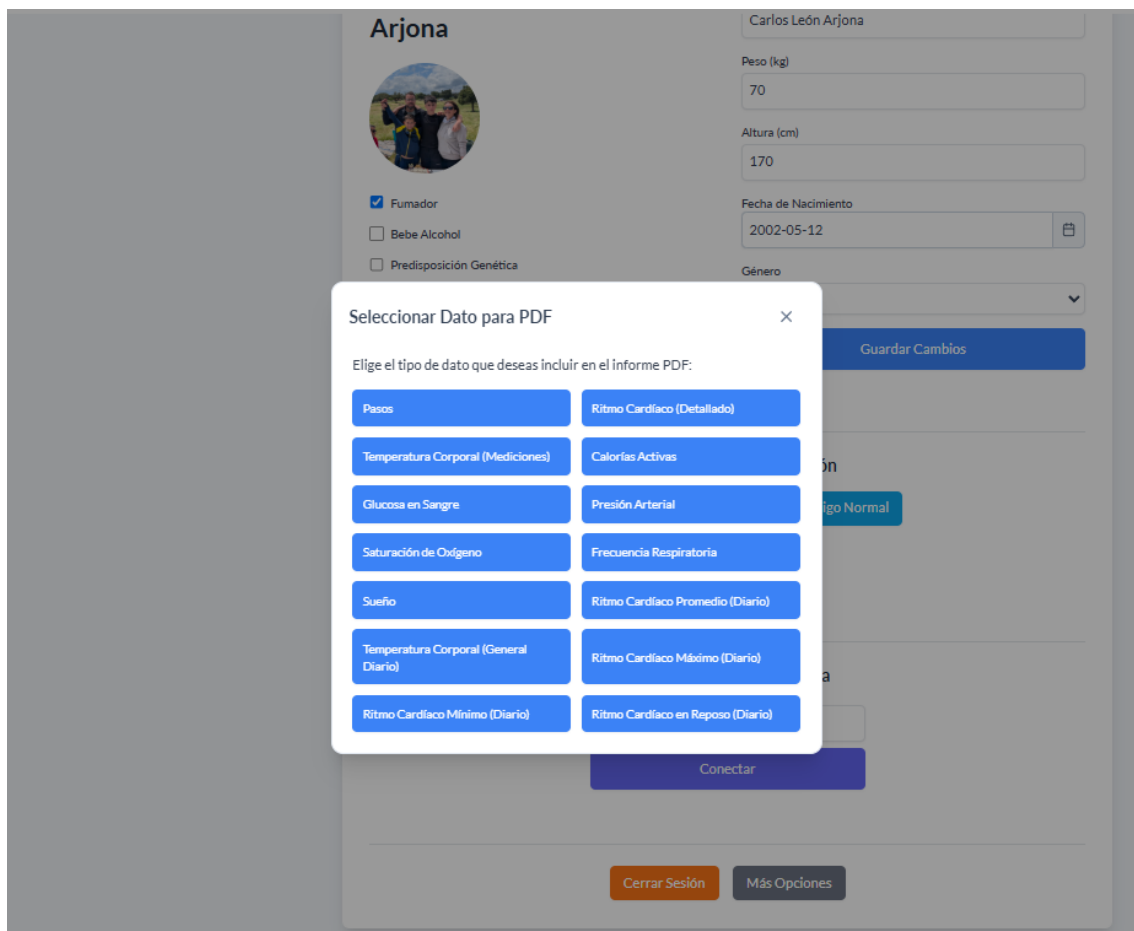 Arjona
Fumador
Bebe Alcohol
Predisposición Genética
Carlos León Arjona
Peso (kg)
70
Altura (cm)
170
Fecha de Nacimiento
2002-05-12
Género
Guardar Cambios
Seleccionar Dato para PDF
Elige el tipo de dato que deseas incluir en el informe PDF:
Pasos
Ritmo Cardíaco (Detallado)
Temperatura Corporal (Mediciones)
Calorías Activas
Glucosa en Sangre
Presión Arterial
Saturación de Oxígeno
Frecuencia Respiratoria
Sueño
Ritmo Cardíaco Promedio (Diario)
Temperatura Corporal (General
Diario)
Ritmo Cardíaco Máximo (Diario)
Ritmo Cardíaco Mínimo (Diario)
Ritmo Cardíaco en Reposo (Diario)
ón
igo Normal
a
Conectar
Cerrar Sesión
Más Opciones